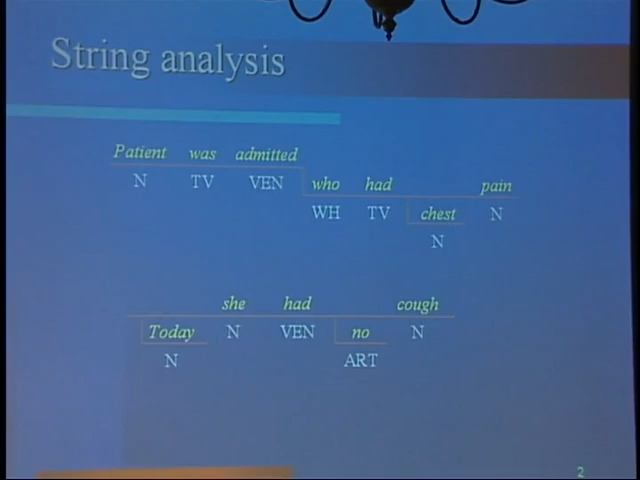 String analysis
Patient was admitted
N TV VEN who had pain
WH TV chest N
N
she had cough
Today N VEN no N
N ART
2